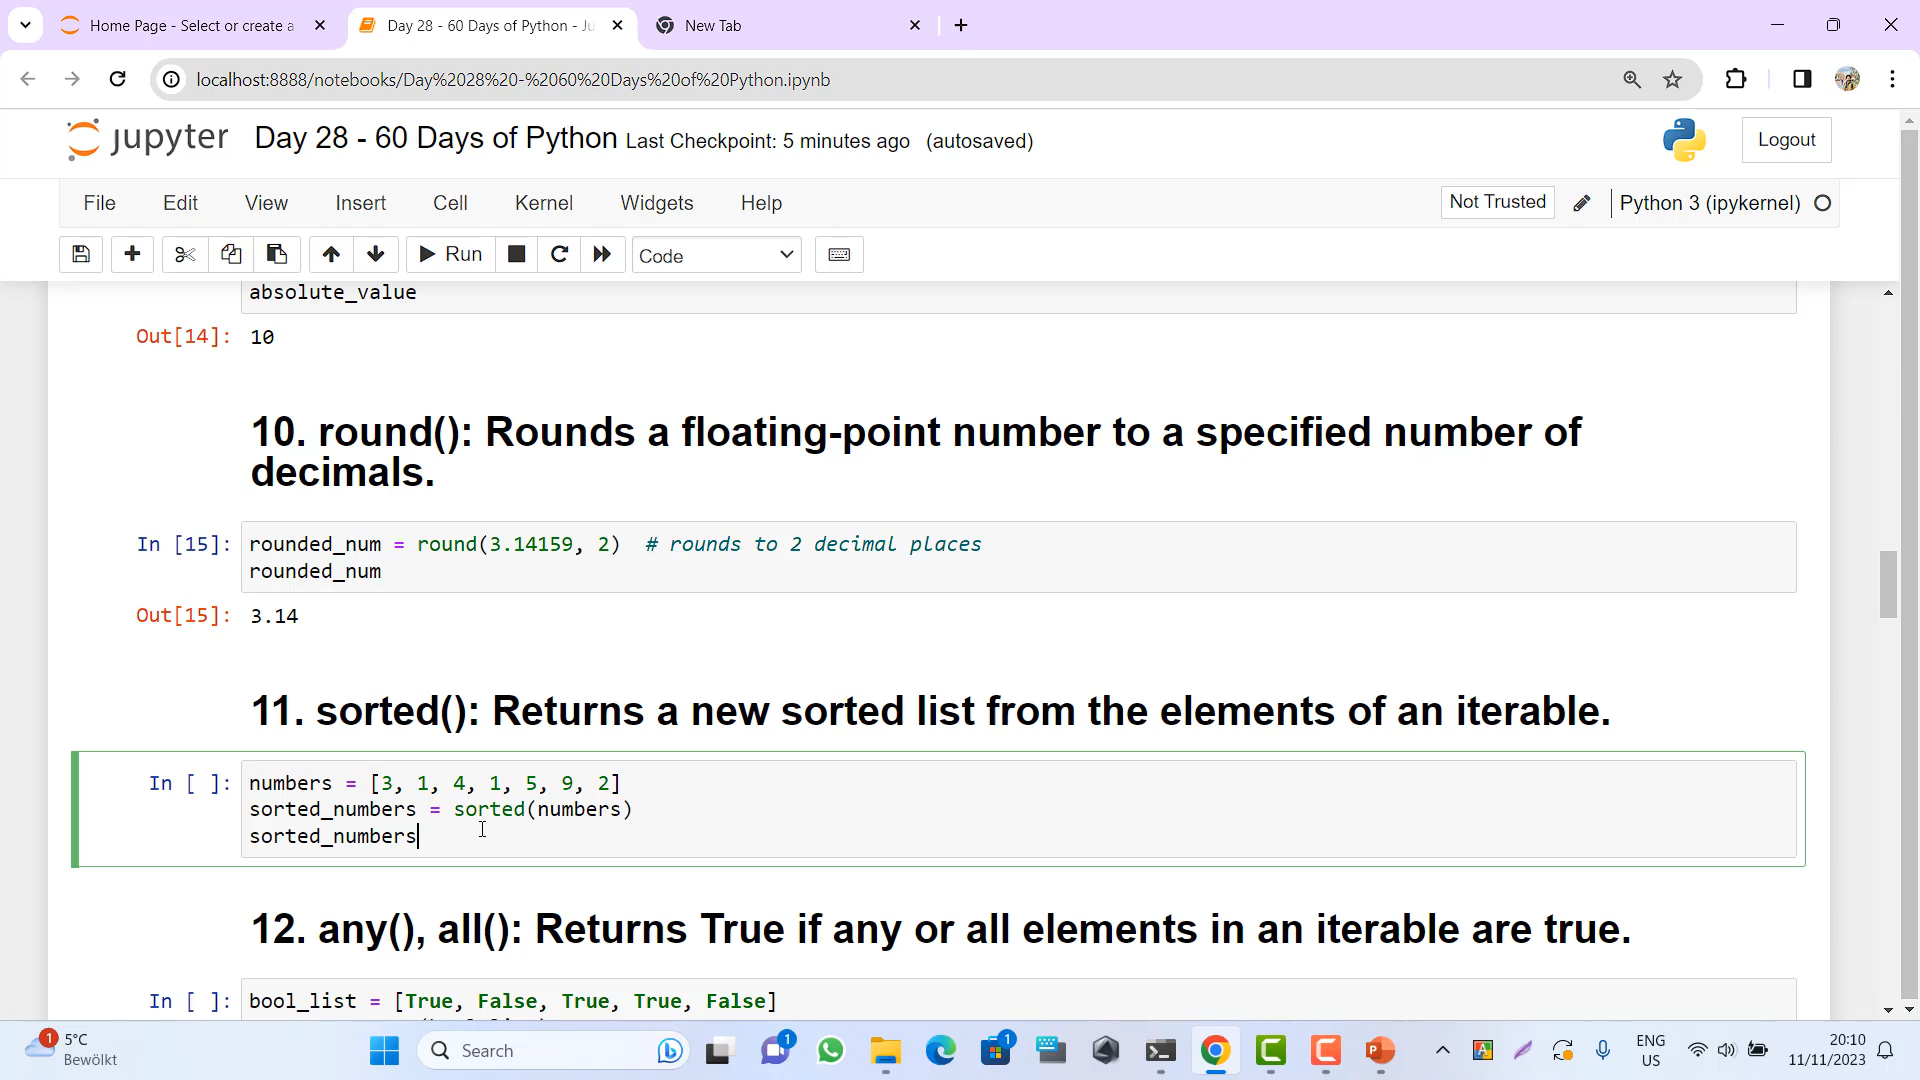 Home Page - Select or create a
Day 28 - 60 Days of Python - Ju
New Tab
localhost:8888/notebooks/Day%2028%20-%2060%20Days%20of%20Python.ipynb
jupyter Day 28 - 60 Days of Python Last Checkpoint: 5 minutes ago (autosaved)
Logout
File Edit View Insert Cell Kernel Widgets Help
Not Trusted Python 3 (ipykernel)
Run Code
absolute_value
Out[14]: 10
10. round(): Rounds a floating-point number to a specified number of
decimals.
In [15]: rounded_num = round(3.14159, 2)  # rounds to 2 decimal places
rounded_num
Out[15]: 3.14
11. sorted(): Returns a new sorted list from the elements of an iterable.
In [ ]: numbers = [3, 1, 4, 1, 5, 9, 2]
sorted_numbers = sorted(numbers)
sorted_numbers
12. any(), all(): Returns True if any or all elements in an iterable are true.
In [ ]: bool_list = [True, False, True, True, False]
1 5°C
Bewölkt
Search
1
1
ENG
US
20:10
11/11/2023